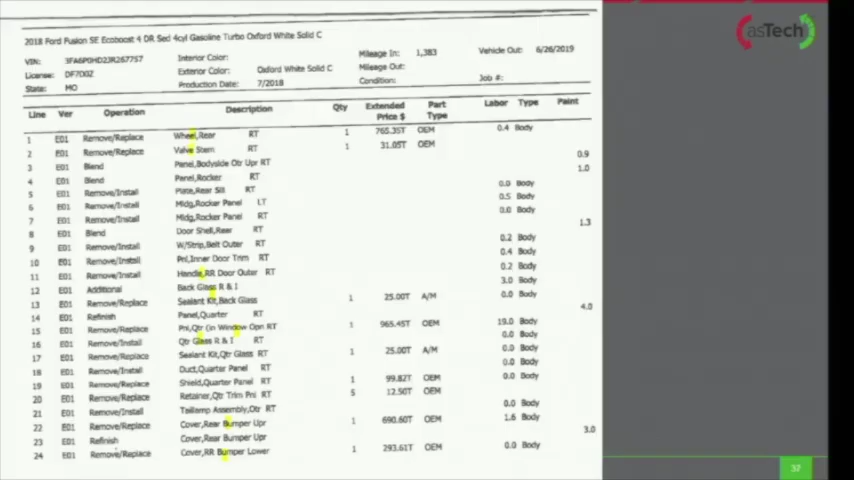 asTech
2018 Ford Fusion SE Ecoboost 4 DR Sed 4cyl Gasoline Turbo Oxford White Solid C
VIN: 3FA6P0HD23R267757 Interior Color: Mileage In: 1,383 Vehicle Out: 6/26/2019
License: DF7D0Z Exterior Color: Oxford White Solid C Mileage Out:
State: MO Production Date: 7/2018 Condition: Job #:
Line Ver Operation Description Qty Extended Price $ Part Type Labor Type Paint
1 E01 Remove/Replace Wheel,Rear RT 1 765.35T OEM 0.4 Body
2 E01 Remove/Replace Valve Stem RT 1 31.05T OEM
3 E01 Blend Panel,Bodyside Otr Upr RT 0.9
4 E01 Blend Panel,Rocker RT 1.0
5 E01 Remove/Install Plate,Rear Sill RT 0.0 Body
6 E01 Remove/Install Mldg,Rocker Panel LT 0.5 Body
7 E01 Remove/Install Mldg,Rocker Panel RT 0.0 Body
8 E01 Blend Door Shell,Rear RT 1.3
9 E01 Remove/Install W/Strip,Belt Outer RT 0.2 Body
10 E01 Remove/Install Pnl,Inner Door Trim RT 0.4 Body
11 E01 Remove/Install Handle,RR Door Outer RT 0.2 Body
12 E01 Additional Back Glass R & I 3.0 Body
13 E01 Remove/Replace Sealant Kit,Back Glass 1 25.00T A/M 0.0 Body
14 E01 Refinish Panel,Quarter RT 4.0
15 E01 Remove/Replace Pnl,Qtr (in Window Opn RT 1 965.45T OEM 19.0 Body
16 E01 Remove/Install Qtr Glass R & I RT 0.0 Body
17 E01 Remove/Replace Sealant Kit,Qtr Glass RT 1 25.00T A/M 0.0 Body
18 E01 Remove/Install Duct,Quarter Panel RT 0.0 Body
19 E01 Remove/Replace Shield,Quarter Panel RT 1 99.82T OEM 0.0 Body
20 E01 Remove/Replace Retainer,Qtr Trim Pnl RT 5 12.50T OEM
21 E01 Remove/Install Taillamp Assembly,Otr RT 0.0 Body
22 E01 Remove/Replace Cover,Rear Bumper Upr 1 690.60T OEM 1.6 Body
23 E01 Refinish Cover,Rear Bumper Upr 3.0
24 E01 Remove/Replace Cover,RR Bumper Lower 1 293.61T OEM 0.0 Body
37